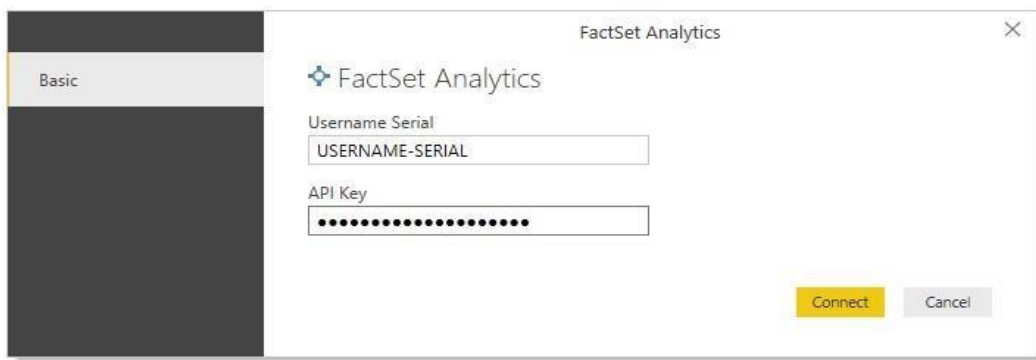 FactSet Analytics
Basic
FactSet Analytics
Username Serial
USERNAME-SERIAL
API Key
••••••••••••••••••••
Connect Cancel